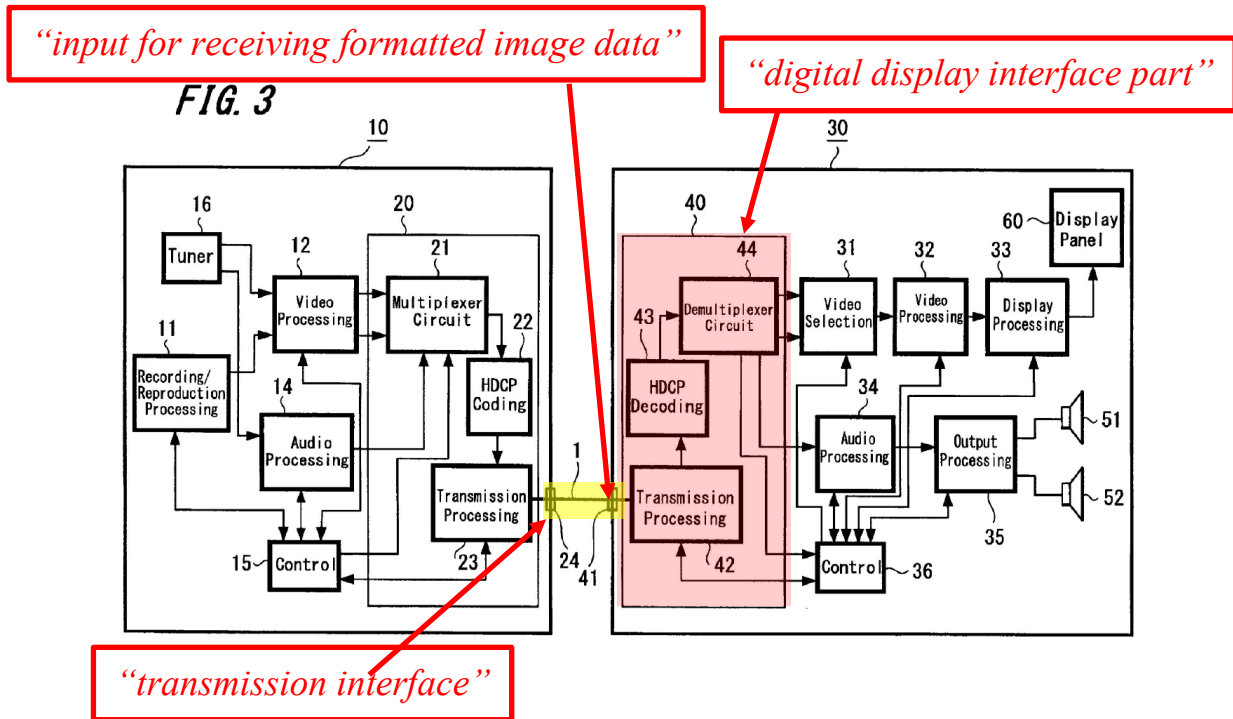 “input for receiving formatted image data”
“digital display interface part”
FIG. 3
10
30
16
Tuner
12
Video
Processing
20
21
Multiplexer
Circuit
22
HDCP
Coding
11
Recording/
Reproduction
Processing
14
Audio
Processing
15
Control
Transmission
Processing
23
1
24
41
40
44
Demultiplexer
Circuit
43
HDCP
Decoding
Transmission
Processing
42
31
Video
Selection
32
Video
Processing
33
Display
Processing
60
Display
Panel
34
Audio
Processing
Output
Processing
35
51
52
Control
36
“transmission interface”